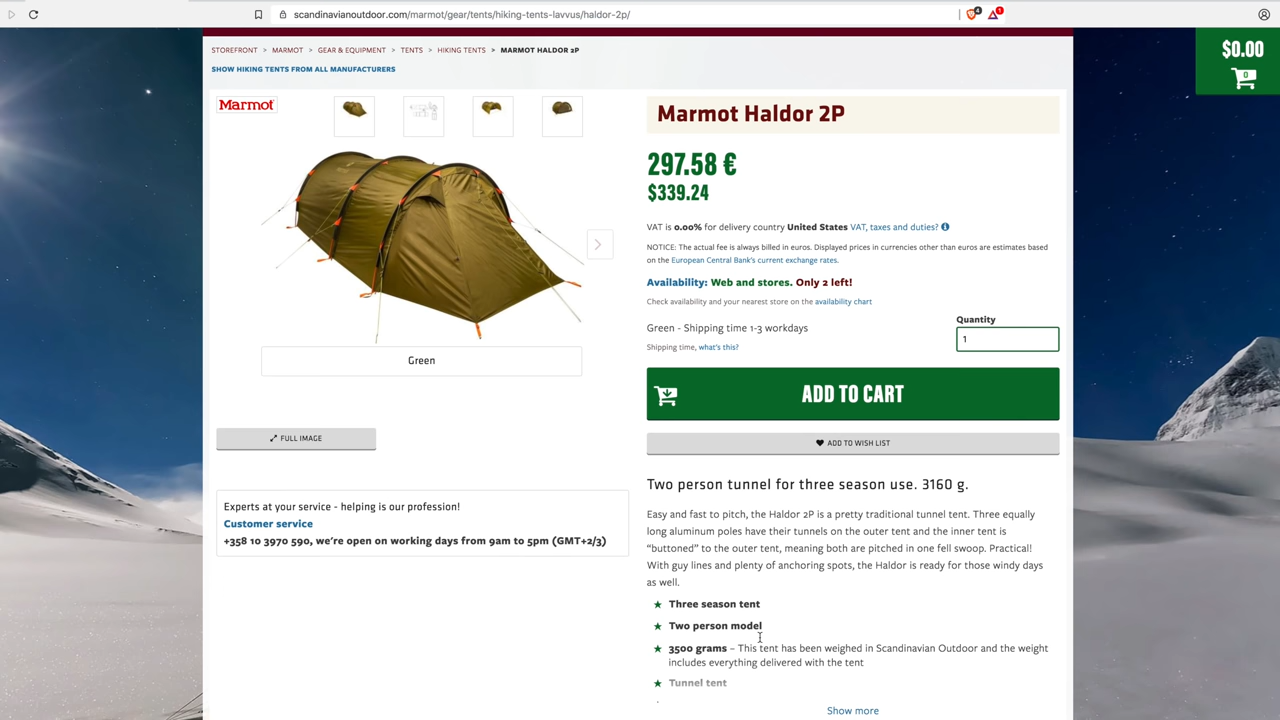 scandinavianoutdoor.com/marmot/gear/tents/hiking-tents-lavvus/haldor-2p/
4
1
STOREFRONT > MARMOT > GEAR & EQUIPMENT > TENTS > HIKING TENTS > MARMOT HALDOR 2P
SHOW HIKING TENTS FROM ALL MANUFACTURERS
$0.00
0
Marmot
Marmot Haldor 2P
297.58 €
$339.24
VAT is 0.00% for delivery country United States VAT, taxes and duties?
NOTICE: The actual fee is always billed in euros. Displayed prices in currencies other than euros are estimates based
on the European Central Bank's current exchange rates.
Availability: Web and stores. Only 2 left!
Check availability and your nearest store on the availability chart
Quantity
Green - Shipping time 1-3 workdays
1
Shipping time, what's this?
Green
ADD TO CART
FULL IMAGE
ADD TO WISH LIST
Experts at your service - helping is our profession!
Customer service
+358 10 3970 590, we're open on working days from 9am to 5pm (GMT+2/3)
Two person tunnel for three season use. 3160 g.
Easy and fast to pitch, the Haldor 2P is a pretty traditional tunnel tent. Three equally
long aluminum poles have their tunnels on the outer tent and the inner tent is
“buttoned” to the outer tent, meaning both are pitched in one fell swoop. Practical!
With guy lines and plenty of anchoring spots, the Haldor is ready for those windy days
as well.
★ Three season tent
★ Two person model
★ 3500 grams – This tent has been weighed in Scandinavian Outdoor and the weight
includes everything delivered with the tent
★ Tunnel tent
Show more